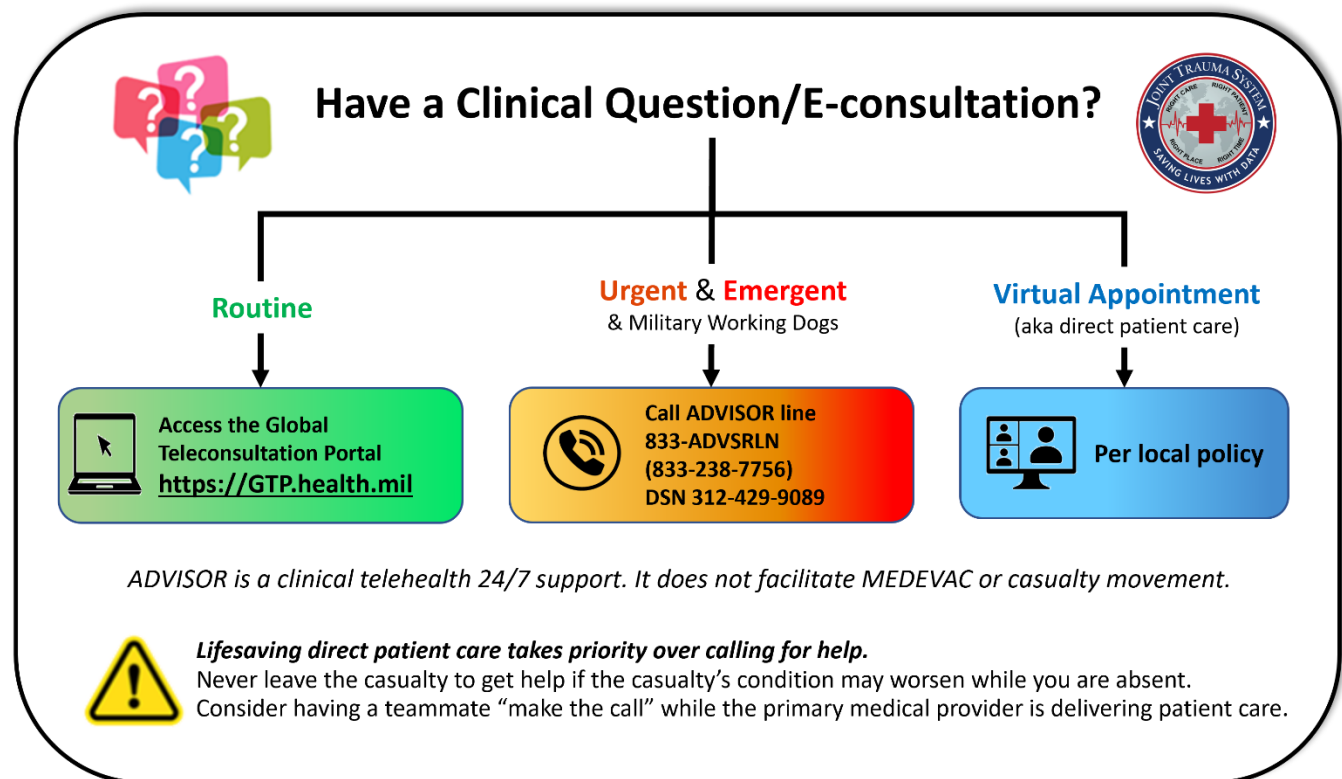 Have a Clinical Question/E-consultation?
JOINT TRAUMA SYSTEM
RIGHT CARE
RIGHT PATIENT
RIGHT PLACE
RIGHT TIME
SAVING LIVES WITH DATA
? ? ? ?
Routine
Access the Global
Teleconsultation Portal
https://GTP.health.mil
Urgent & Emergent
& Military Working Dogs
Call ADVISOR line
833-ADVSRLN
(833-238-7756)
DSN 312-429-9089
Virtual Appointment
(aka direct patient care)
Per local policy
ADVISOR is a clinical telehealth 24/7 support. It does not facilitate MEDEVAC or casualty movement.
!
Lifesaving direct patient care takes priority over calling for help.
Never leave the casualty to get help if the casualty’s condition may worsen while you are absent.
Consider having a teammate “make the call” while the primary medical provider is delivering patient care.